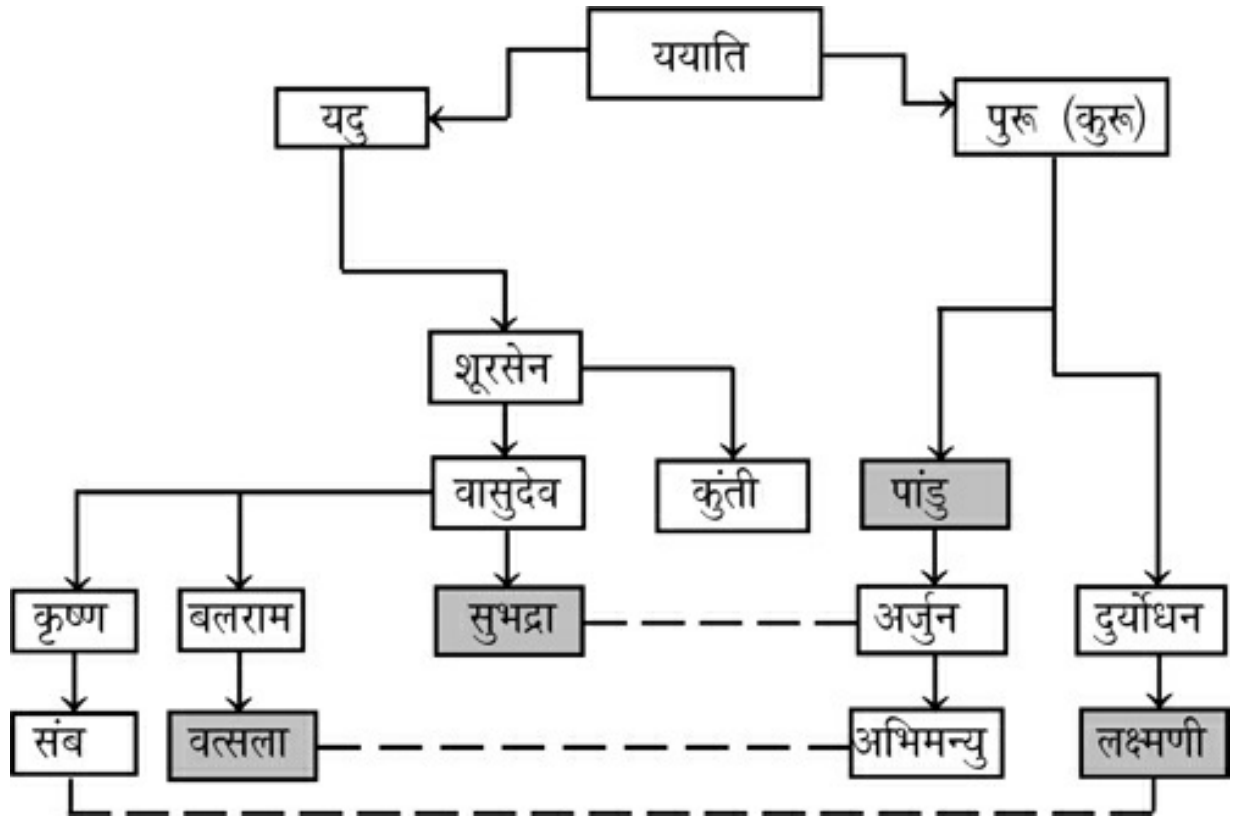 ययाति
यदु
पुरू (कुरू)
शूरसेन
वासुदेव
कुंती
पांडु
कृष्ण
बलराम
सुभद्रा
अर्जुन
दुर्योधन
संब
वत्सला
अभिमन्यु
लक्ष्मणी